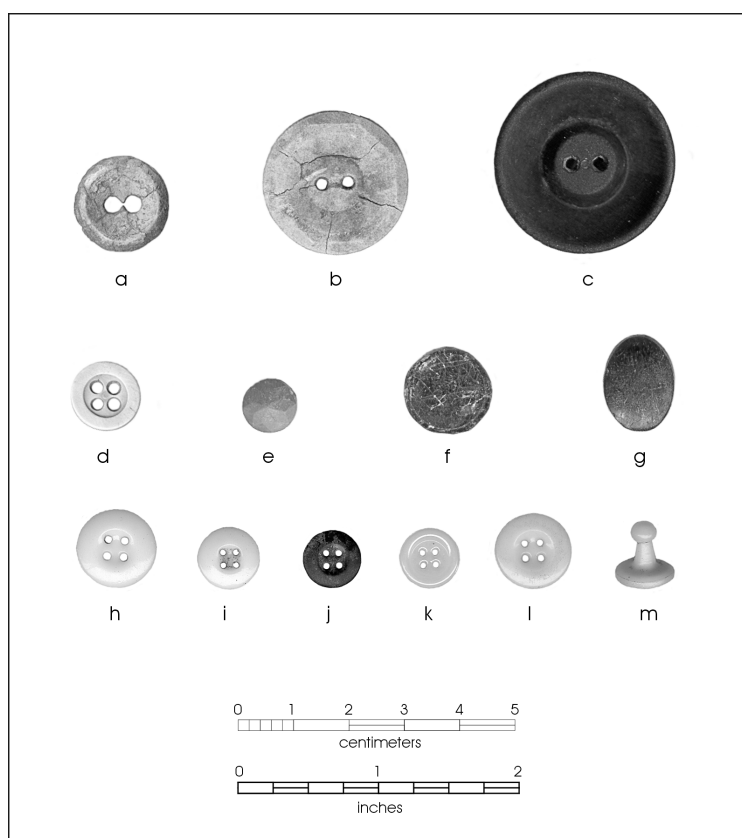 a b c
d e f g
h i j k l m
0 1 2 3 4 5
centimeters
0 1 2
inches